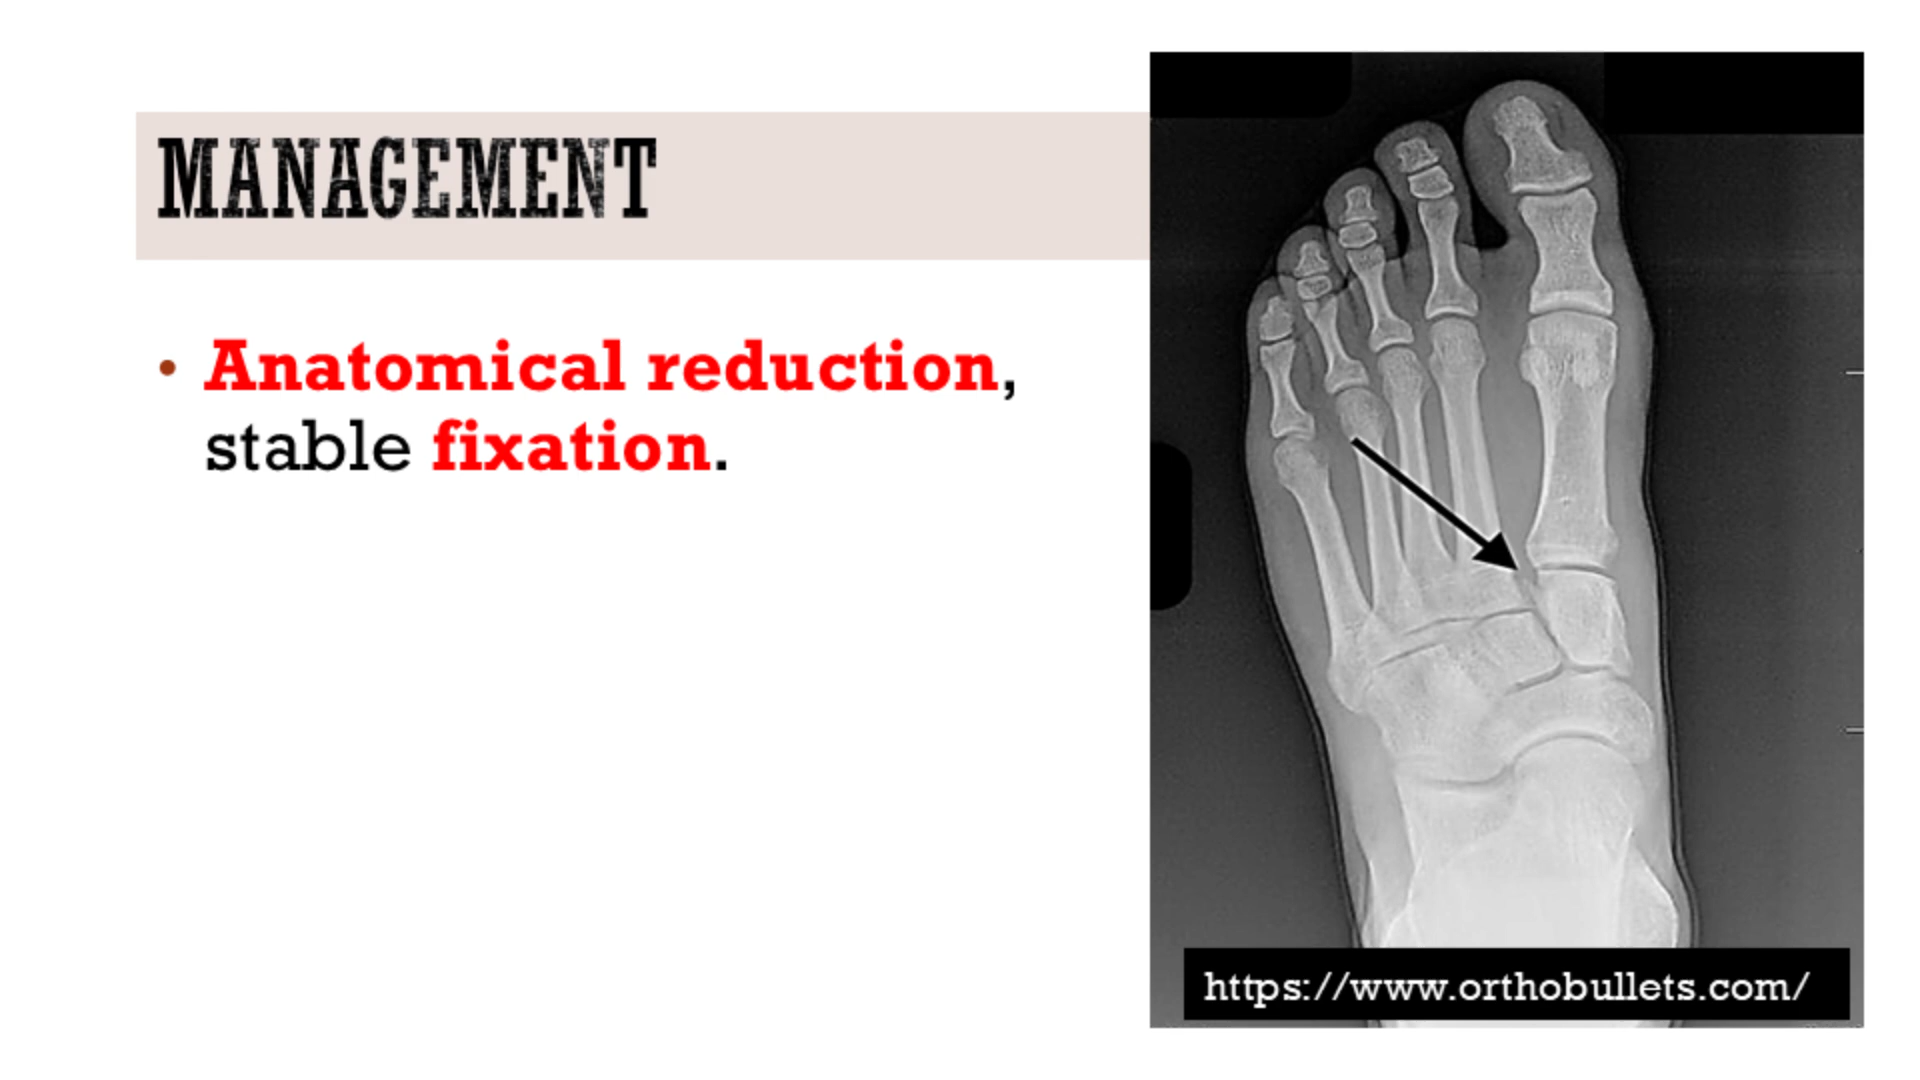 MANAGEMENT
• Anatomical reduction,
stable fixation.
https://www.orthobullets.com/